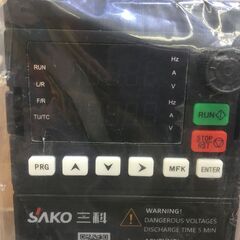 Hz
RUN
A
L/R
V
F/R
Hz
TU/TC
A
V
RUN
STOP
RST
PRG
MFK
ENTER
SAKO 三科
WARNING!
DANGEROUS VOLTAGES
DISCHARGE TIME 5 MIN